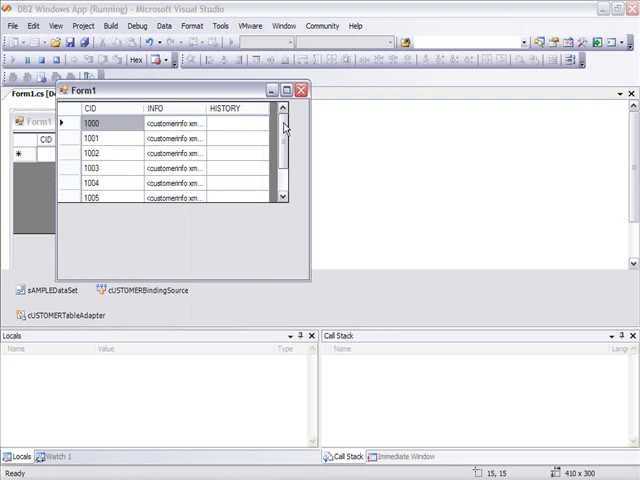 DB2 Windows App (Running) - Microsoft Visual Studio
File Edit View Project Build Debug Data Format Tools VMware Window Community Help
Hex
Form1.cs [De
Form1
CID
Form1
CID INFO HISTORY
1000 <customerinfo xm...
1001 <customerinfo xm...
1002 <customerinfo xm...
1003 <customerinfo xm...
1004 <customerinfo xm...
1005 <customerinfo xm...
sAMPLEDataSet cUSTOMERBindingSource
cUSTOMERTableAdapter
Locals Call Stack
Name Value Type Name Lang
Locals Watch 1 Call Stack Immediate Window
Ready 15, 15 410 x 300